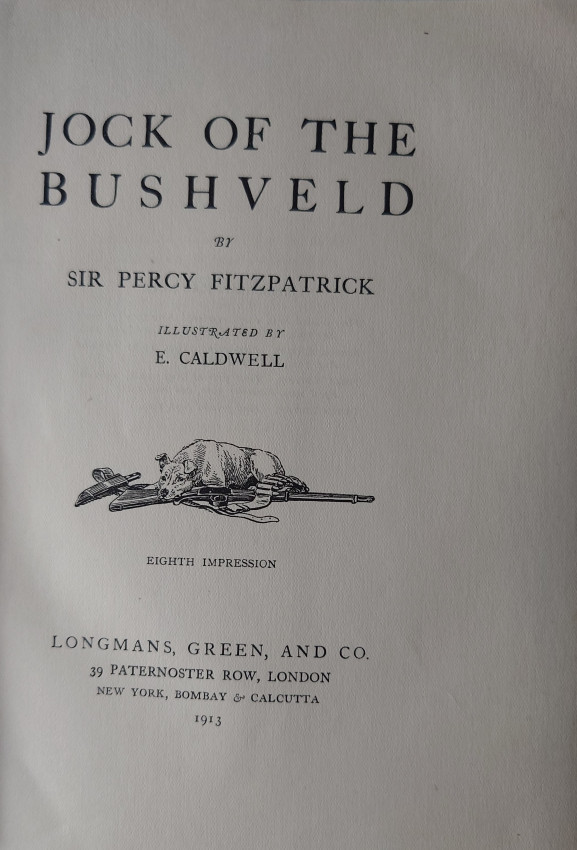 JOCK OF THE
BUSHVELD
BY
SIR PERCY FITZPATRICK
ILLUSTRATED BY
E. CALDWELL
EIGHTH IMPRESSION
LONGMANS, GREEN, AND CO.
39 PATERNOSTER ROW, LONDON
NEW YORK, BOMBAY & CALCUTTA
1913